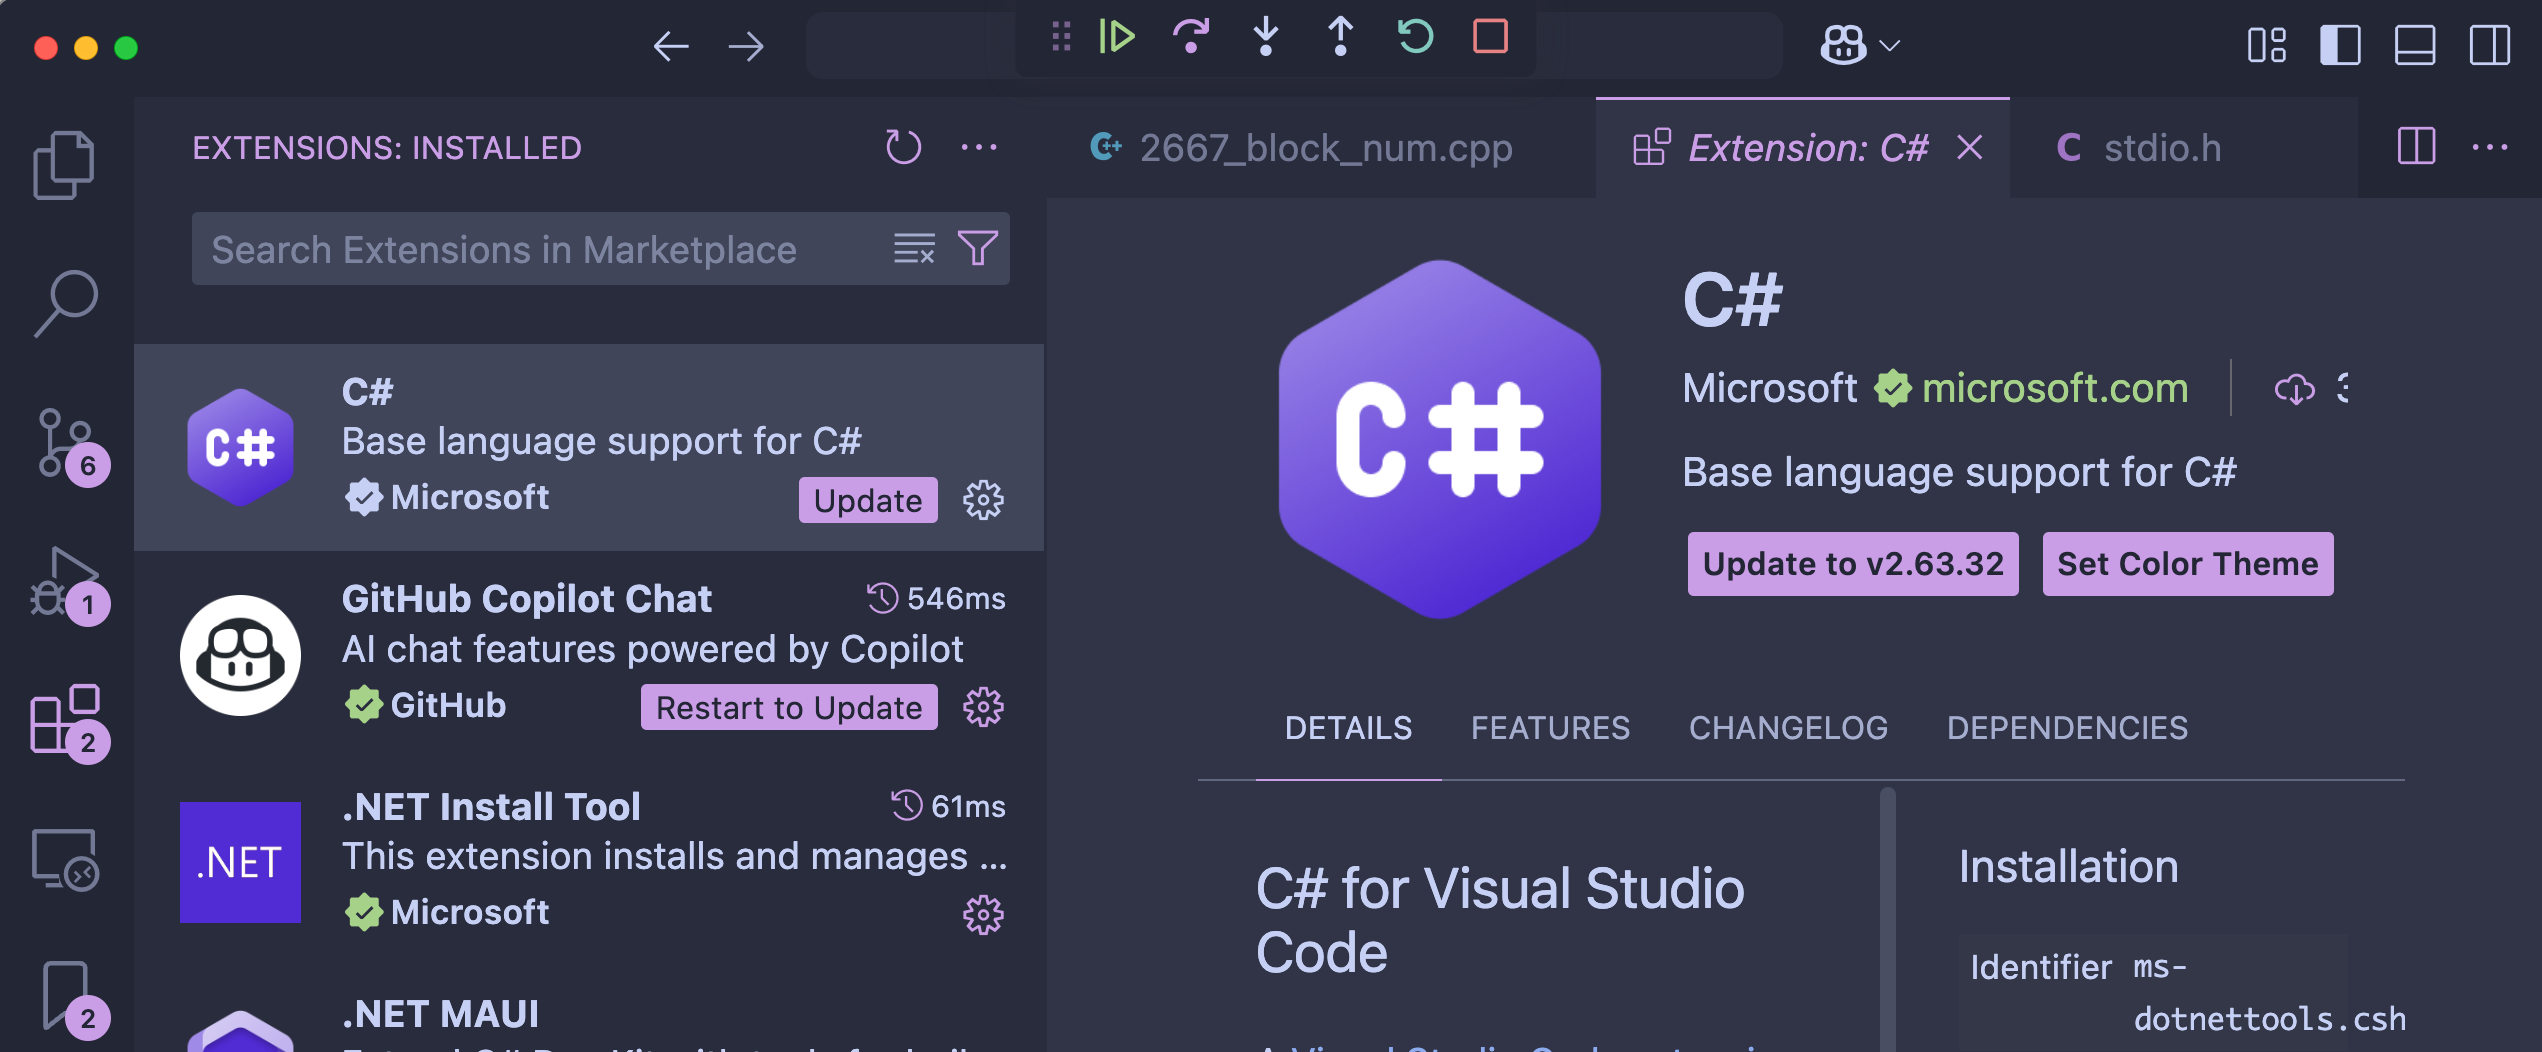 EXTENSIONS: INSTALLED
Search Extensions in Marketplace
C#
C#
Base language support for C#
Microsoft
Update
GitHub Copilot Chat
546ms
AI chat features powered by Copilot
GitHub
Restart to Update
.NET
.NET Install Tool
61ms
This extension installs and manages ...
Microsoft
.NET MAUI
6
1
2
2
2667_block_num.cpp
Extension: C#
C stdio.h
C#
C#
Microsoft microsoft.com
Base language support for C#
Update to v2.63.32
Set Color Theme
DETAILS FEATURES CHANGELOG DEPENDENCIES
C# for Visual Studio
Code
Installation
Identifier ms-
dotnettools.csh